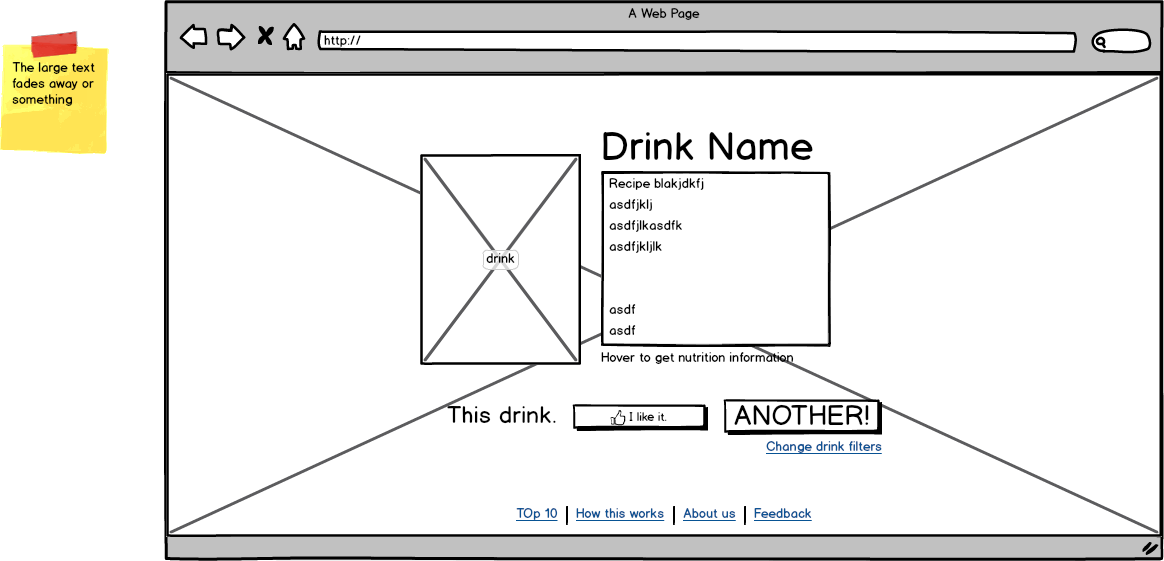 A Web Page
http://
The large text
fades away or
something
Drink Name
Recipe blakjdkfj
asdfjklj
asdfjlkasdfk
asdfjkljlk
drink
asdf
asdf
Hover to get nutrition information
This drink.
I like it.
ANOTHER!
Change drink filters
TOp 10
How this works
About us
Feedback